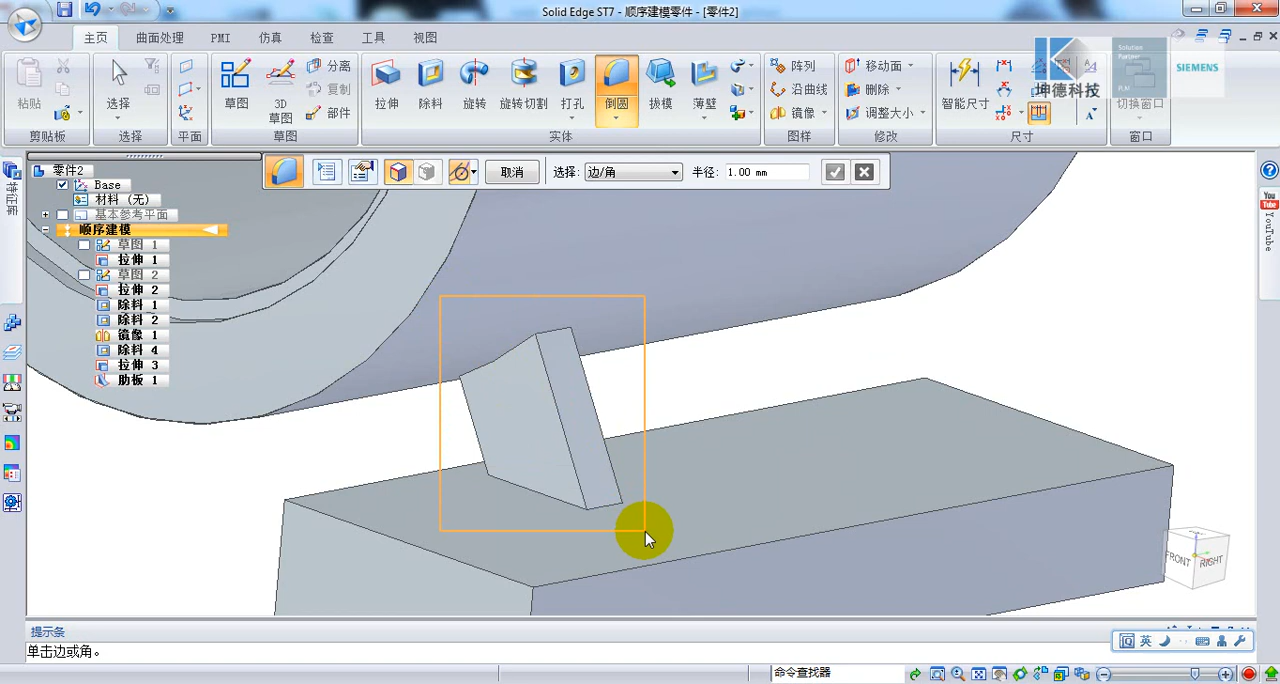 Solid Edge ST7 - 顺序建模零件 - [零件2]
主页 曲面处理 PMI 仿真 检查 工具 视图
粘贴 选择 草图 3D 草图 分离 复制 部件 拉伸 除料 旋转 旋转切割 打孔 倒圆 拔模 薄壁 阵列 沿曲线 镜像 移动面 删除 调整大小 智能尺寸 切换窗口
剪贴板 选择 平面 草图 实体 图样 修改 尺寸 窗口
坤德科技
Solution Partner PLM
SIEMENS
取消 选择: 边/角 半径: 1.00 mm
零件2
Base
材料 (无)
基本参考平面
顺序建模
草图 1
拉伸 1
草图 2
拉伸 2
除料 1
除料 2
镜像 1
除料 4
拉伸 3
肋板 1
特征库
YouTube
FRONT RIGHT
提示条
英
单击边或角。
命令查找器